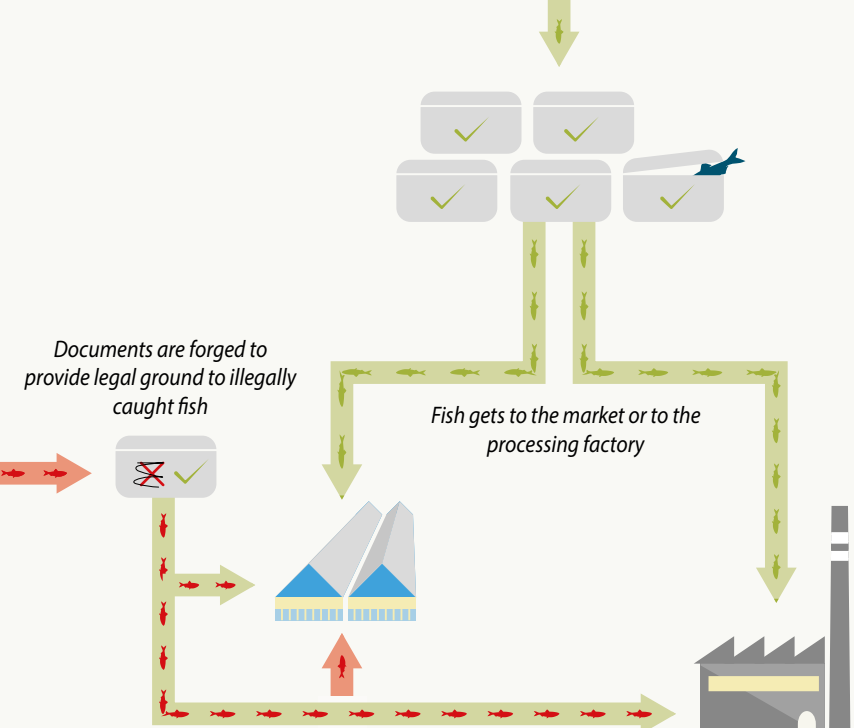 Documents are forged to
provide legal ground to illegally
caught fish
Fish gets to the market or to the
processing factory